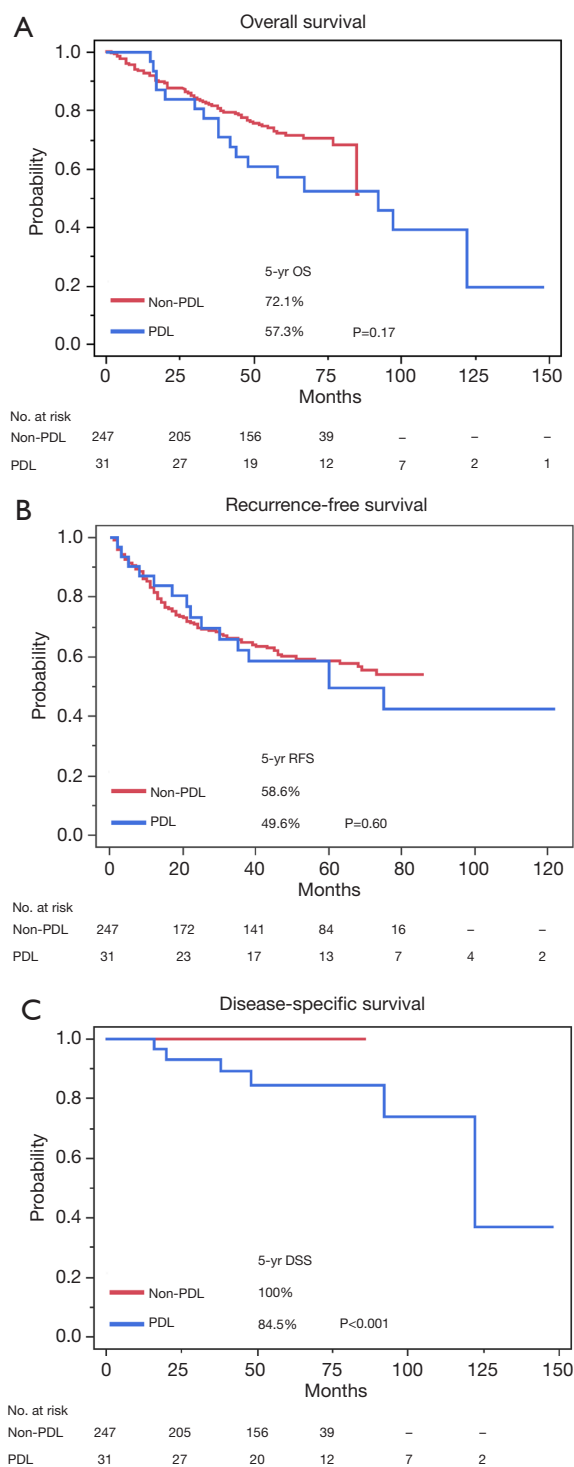 A
Overall survival
1.0
0.8
0.6
0.4
0.2
0.0
Probability
5-yr OS
Non-PDL 72.1%
PDL 57.3% P=0.17
0 25 50 75 100 125 150
Months
No. at risk
Non-PDL 247 205 156 39 – – –
PDL 31 27 19 12 7 2 1
B
Recurrence-free survival
1.0
0.8
0.6
0.4
0.2
0.0
Probability
5-yr RFS
Non-PDL 58.6%
PDL 49.6% P=0.60
0 20 40 60 80 100 120
Months
No. at risk
Non-PDL 247 172 141 84 16 – –
PDL 31 23 17 13 7 4 2
C
Disease-specific survival
1.0
0.8
0.6
0.4
0.2
0.0
Probability
5-yr DSS
Non-PDL 100%
PDL 84.5% P<0.001
0 25 50 75 100 125 150
Months
No. at risk
Non-PDL 247 205 156 39 – –
PDL 31 27 20 12 7 2